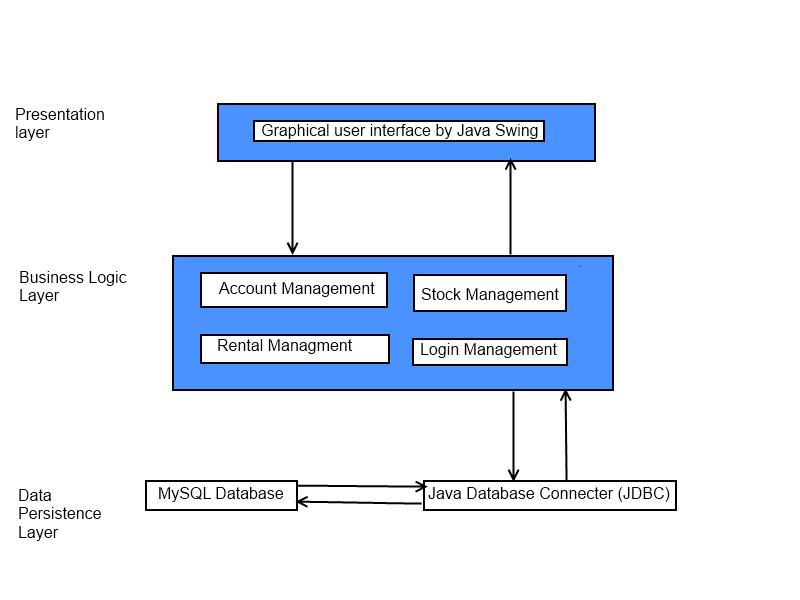 Presentation
layer
Graphical user interface by Java Swing
Business Logic
Layer
Account Management
Stock Management
Rental Managment
Login Management
Data
Persistence
Layer
MySQL Database
Java Database Connecter (JDBC)